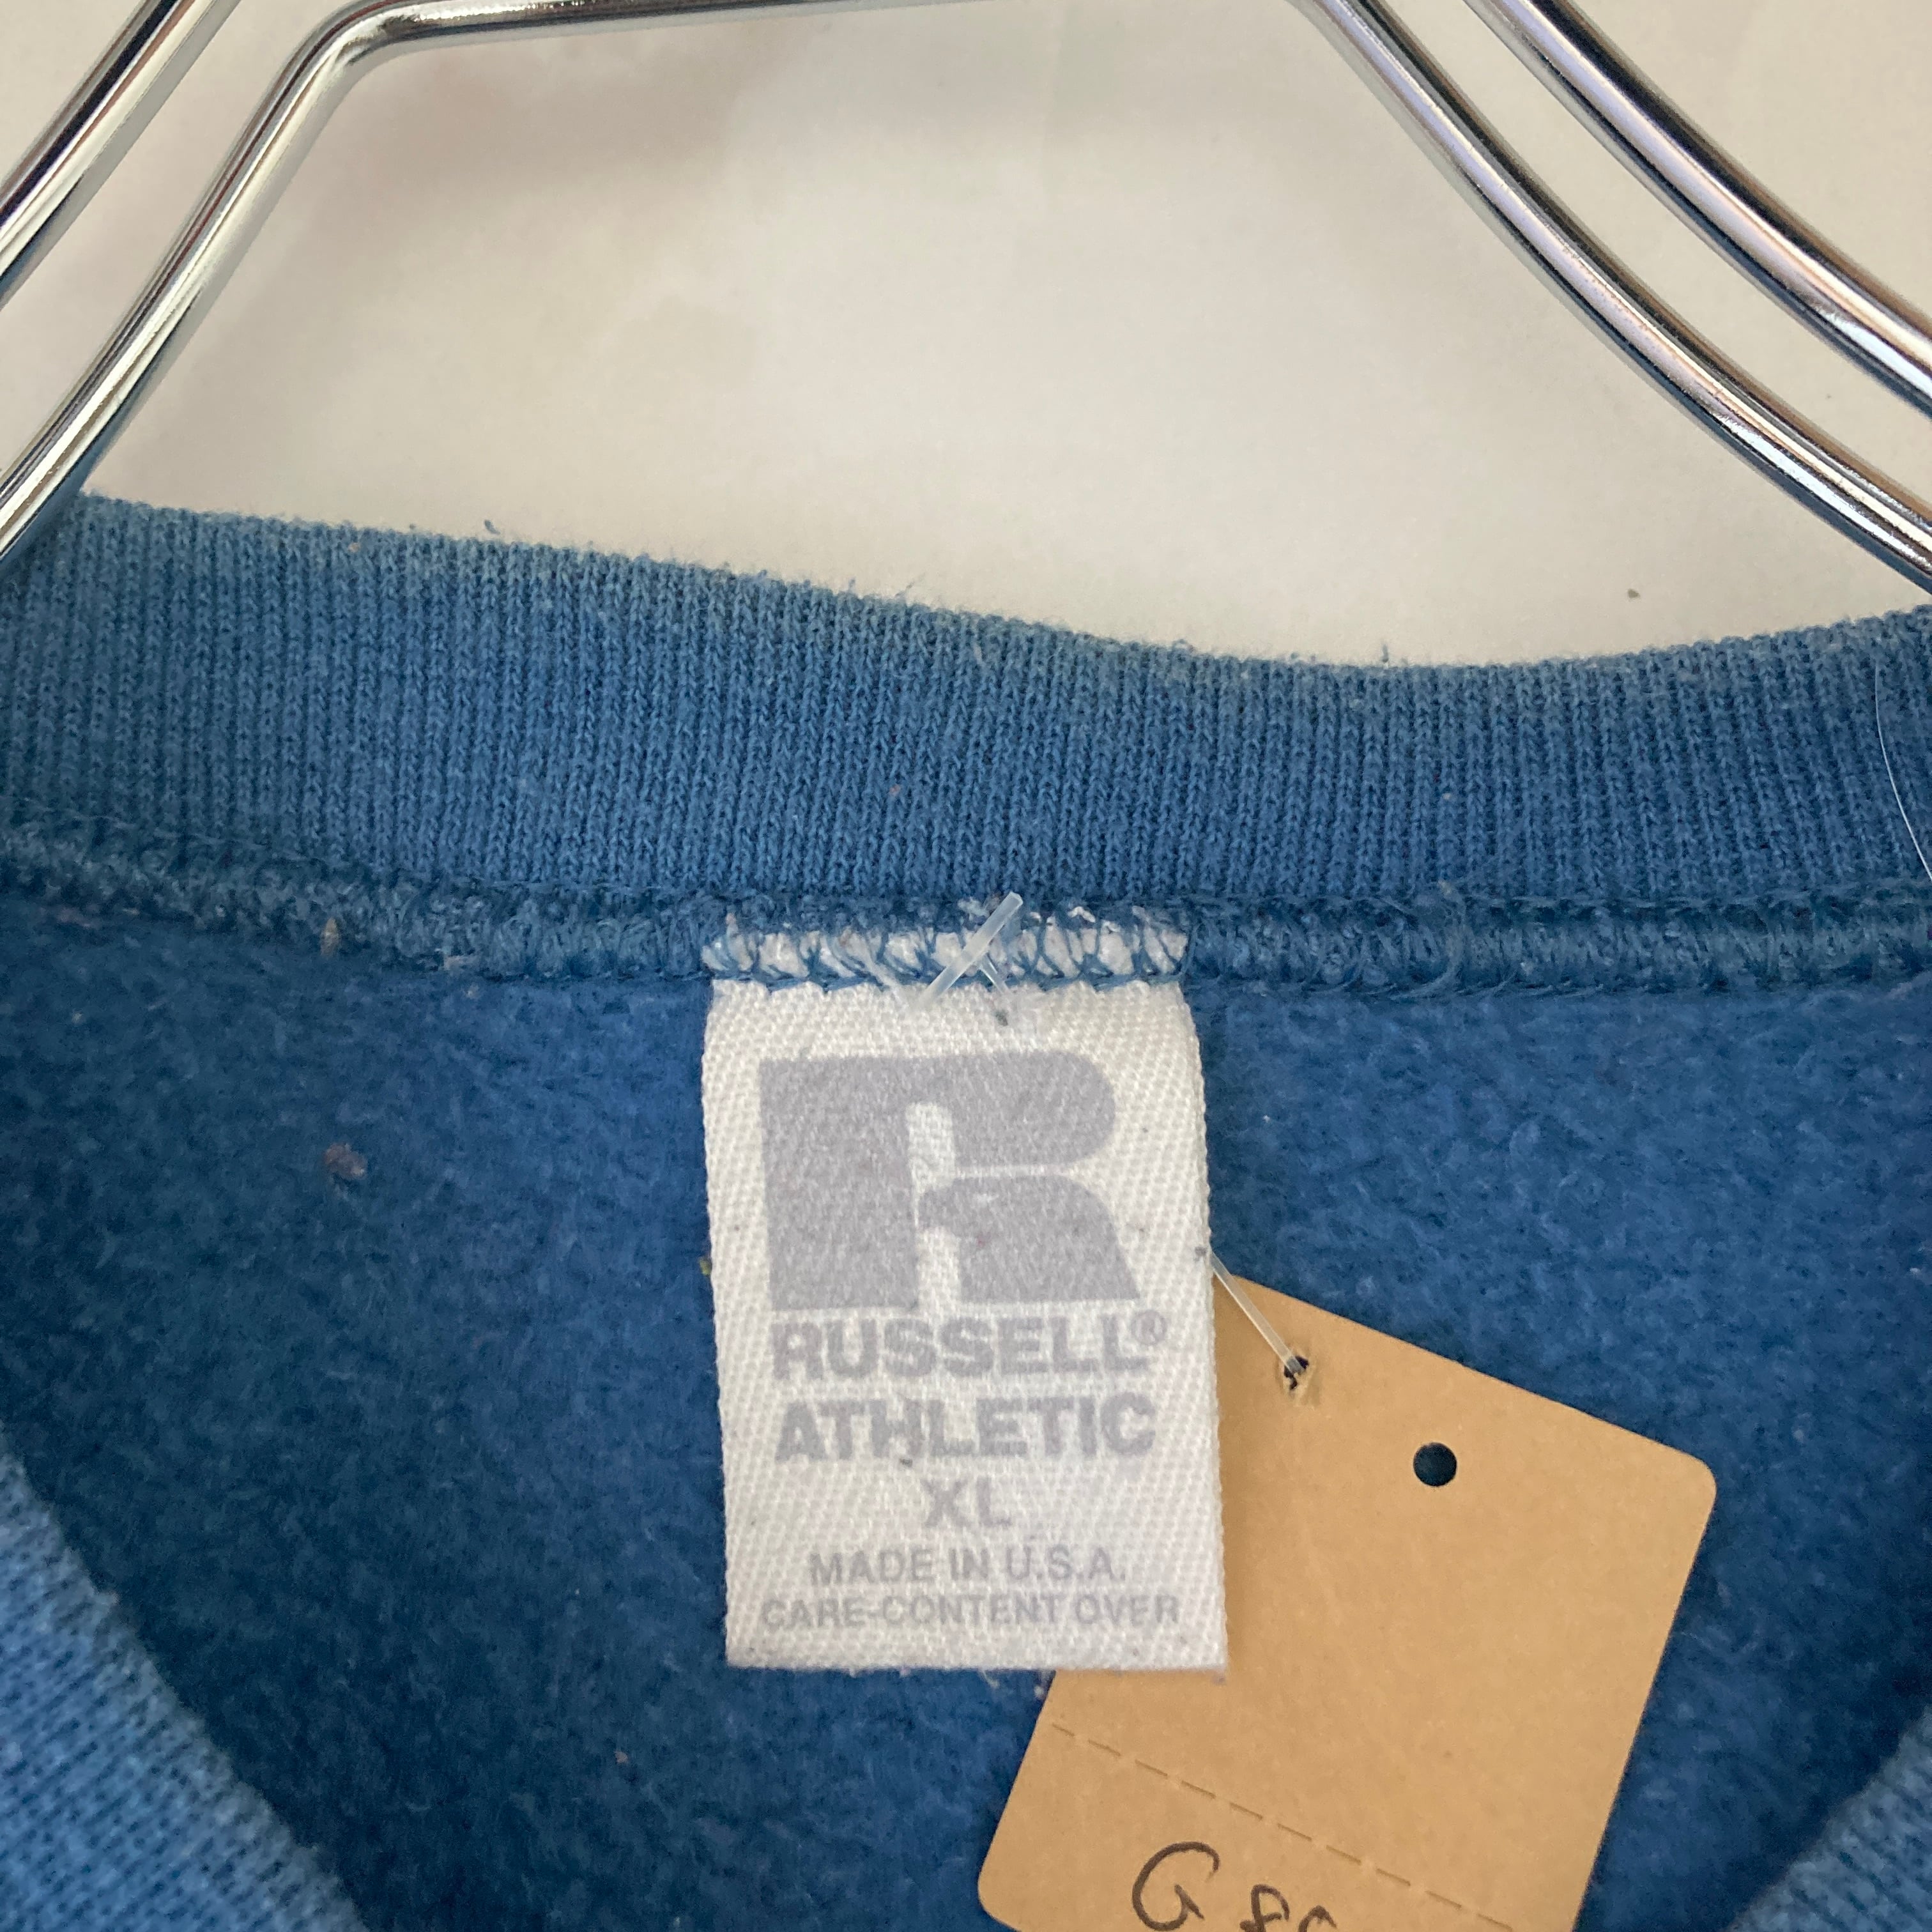 R
RUSSELL®
ATHLETIC
XL
MADE IN U.S.A.
CARE-CONTENT OVER